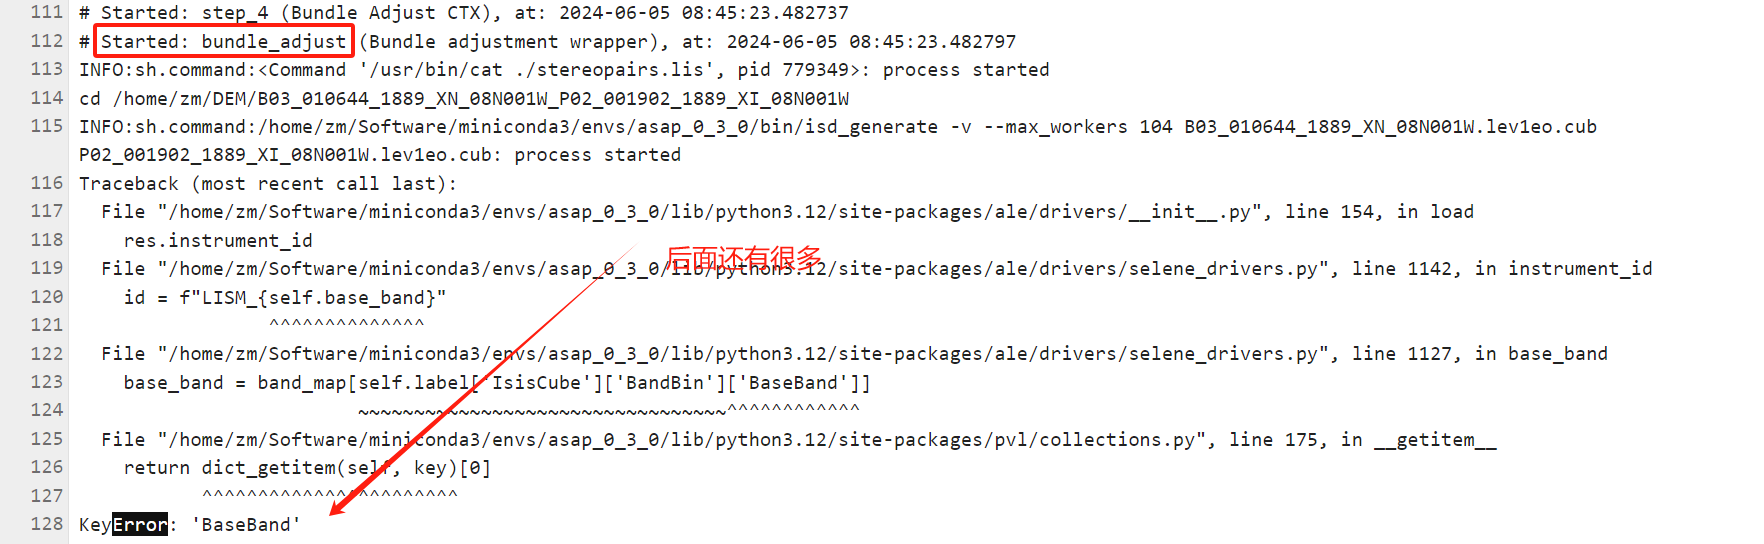 111 # Started: step_4 (Bundle Adjust CTX), at: 2024-06-05 08:45:23.482737
112 # Started: bundle_adjust (Bundle adjustment wrapper), at: 2024-06-05 08:45:23.482797
113 INFO:sh.command:<Command '/usr/bin/cat ./stereopairs.lis', pid 779349>: process started
114 cd /home/zm/DEM/B03_010644_1889_XN_08N001W_P02_001902_1889_XI_08N001W
115 INFO:sh.command:/home/zm/Software/miniconda3/envs/asap_0_3_0/bin/isd_generate -v --max_workers 104 B03_010644_1889_XN_08N001W.lev1eo.cub
P02_001902_1889_XI_08N001W.lev1eo.cub: process started
116 Traceback (most recent call last):
117   File "/home/zm/Software/miniconda3/envs/asap_0_3_0/lib/python3.12/site-packages/ale/drivers/__init__.py", line 154, in load
118     res.instrument_id
后面还有很多
119   File "/home/zm/Software/miniconda3/envs/asap_0_3_0/lib/python3.12/site-packages/ale/drivers/selene_drivers.py", line 1142, in instrument_id
120     id = f"LISM_{self.base_band}"
121                  ^^^^^^^^^^^^^^
122   File "/home/zm/Software/miniconda3/envs/asap_0_3_0/lib/python3.12/site-packages/ale/drivers/selene_drivers.py", line 1127, in base_band
123     base_band = band_map[self.label['IsisCube']['BandBin']['BaseBand']]
124                          ~~~~~~~~~~~~~~~~~~~~~~~~~~~~~~~~~^^^^^^^^^^^^
125   File "/home/zm/Software/miniconda3/envs/asap_0_3_0/lib/python3.12/site-packages/pvl/collections.py", line 175, in __getitem__
126     return dict_getitem(self, key)[0]
127            ^^^^^^^^^^^^^^^^^^^^^^^
128 KeyError: 'BaseBand'